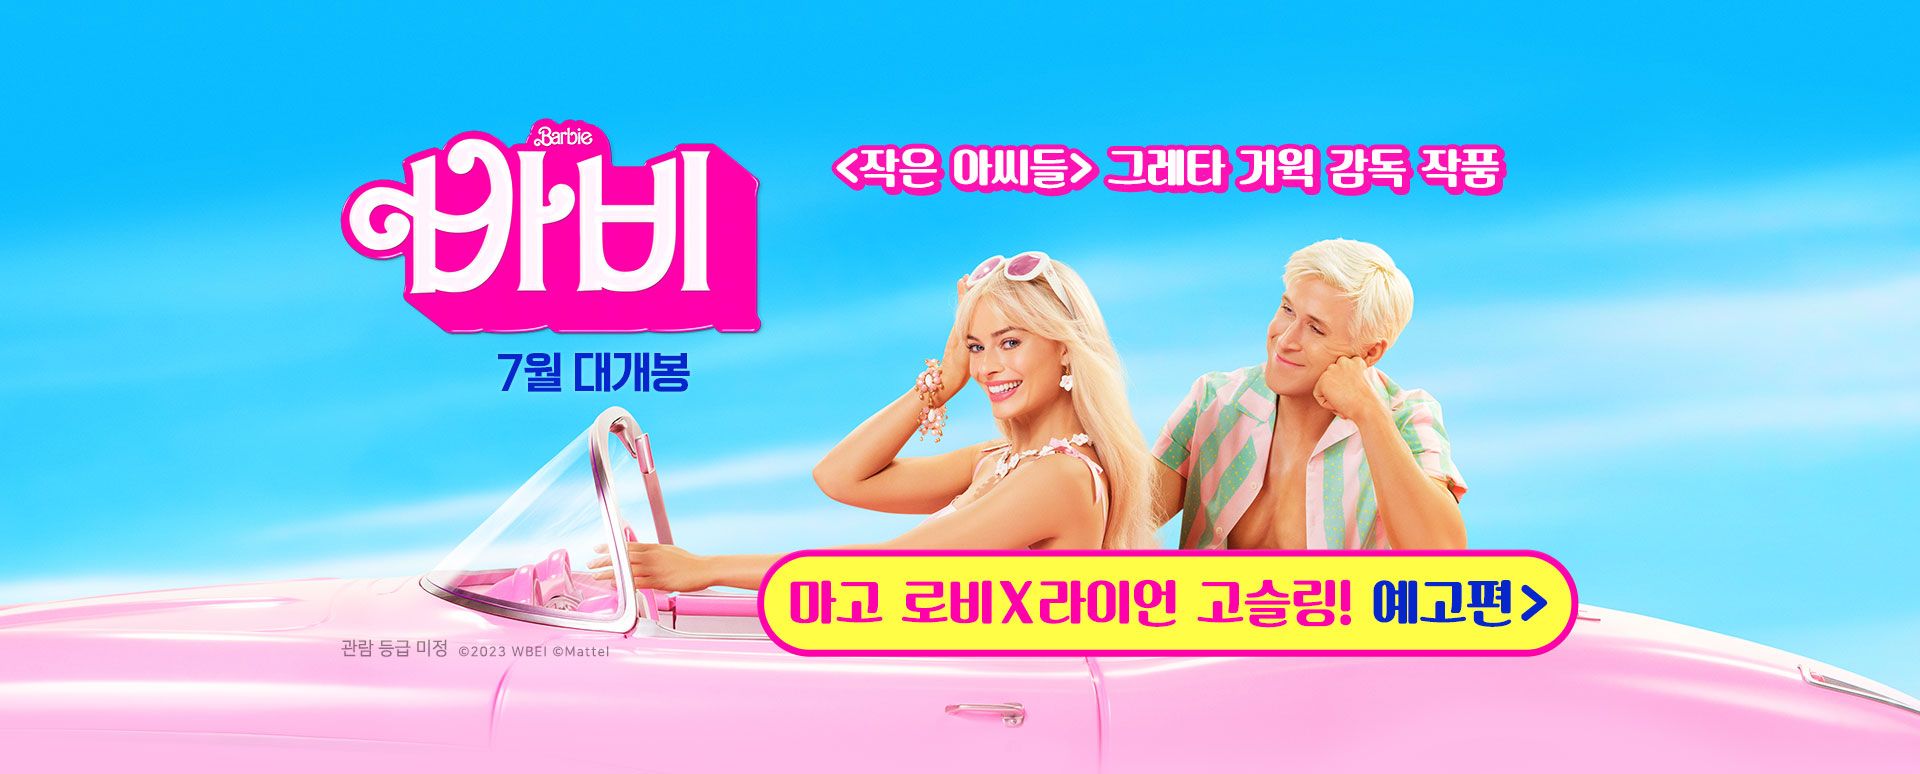 Barbie
바비
7월 대개봉
<작은 아씨들> 그레타 거윅 감독 작품
마고 로비X라이언 고슬링! 예고편>
관람 등급 미정 ©2023 WBEI ©Mattel